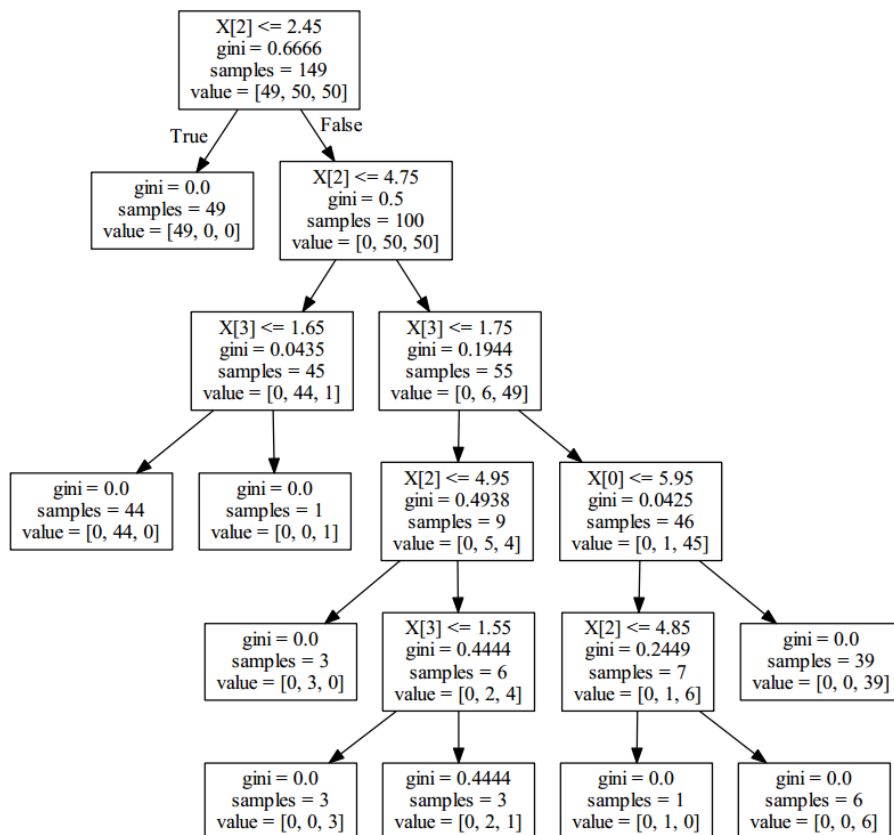 X[2] <= 2.45
gini = 0.6666
samples = 149
value = [49, 50, 50]
True
False
gini = 0.0
samples = 49
value = [49, 0, 0]
X[2] <= 4.75
gini = 0.5
samples = 100
value = [0, 50, 50]
X[3] <= 1.65
gini = 0.0435
samples = 45
value = [0, 44, 1]
X[3] <= 1.75
gini = 0.1944
samples = 55
value = [0, 6, 49]
gini = 0.0
samples = 44
value = [0, 44, 0]
gini = 0.0
samples = 1
value = [0, 0, 1]
X[2] <= 4.95
gini = 0.4938
samples = 9
value = [0, 5, 4]
X[0] <= 5.95
gini = 0.0425
samples = 46
value = [0, 1, 45]
gini = 0.0
samples = 3
value = [0, 3, 0]
X[3] <= 1.55
gini = 0.4444
samples = 6
value = [0, 2, 4]
X[2] <= 4.85
gini = 0.2449
samples = 7
value = [0, 1, 6]
gini = 0.0
samples = 39
value = [0, 0, 39]
gini = 0.0
samples = 3
value = [0, 0, 3]
gini = 0.4444
samples = 3
value = [0, 2, 1]
gini = 0.0
samples = 1
value = [0, 1, 0]
gini = 0.0
samples = 6
value = [0, 0, 6]